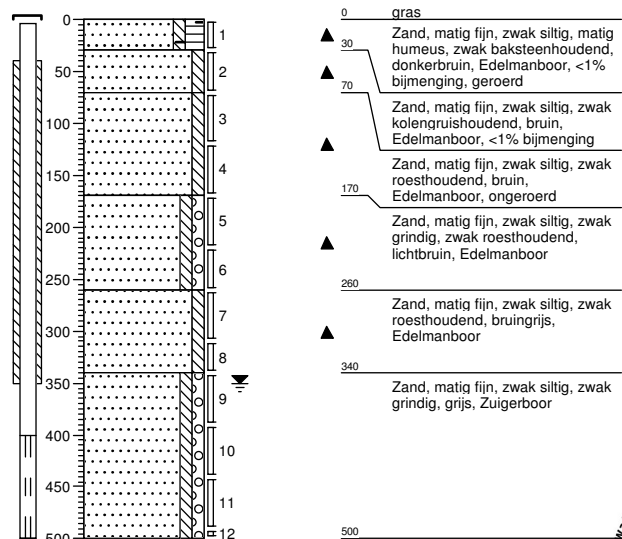 0
50
100
150
200
250
300
350
400
450
500
1
2
3
4
5
6
7
8
9
10
11
12
0 gras
Zand, matig fijn, zwak siltig, matig
humeus, zwak baksteenhoudend,
donkerbruin, Edelmanboor, <1%
bijmenging, geroerd
30
Zand, matig fijn, zwak siltig, zwak
kolengruishoudend, bruin,
Edelmanboor, <1% bijmenging
70
Zand, matig fijn, zwak siltig, zwak
roesthoudend, bruin,
Edelmanboor, ongeroerd
170
Zand, matig fijn, zwak siltig, zwak
grindig, zwak roesthoudend,
lichtbruin, Edelmanboor
260
Zand, matig fijn, zwak siltig, zwak
roesthoudend, bruingrijs,
Edelmanboor
340
Zand, matig fijn, zwak siltig, zwak
grindig, grijs, Zuigerboor
500